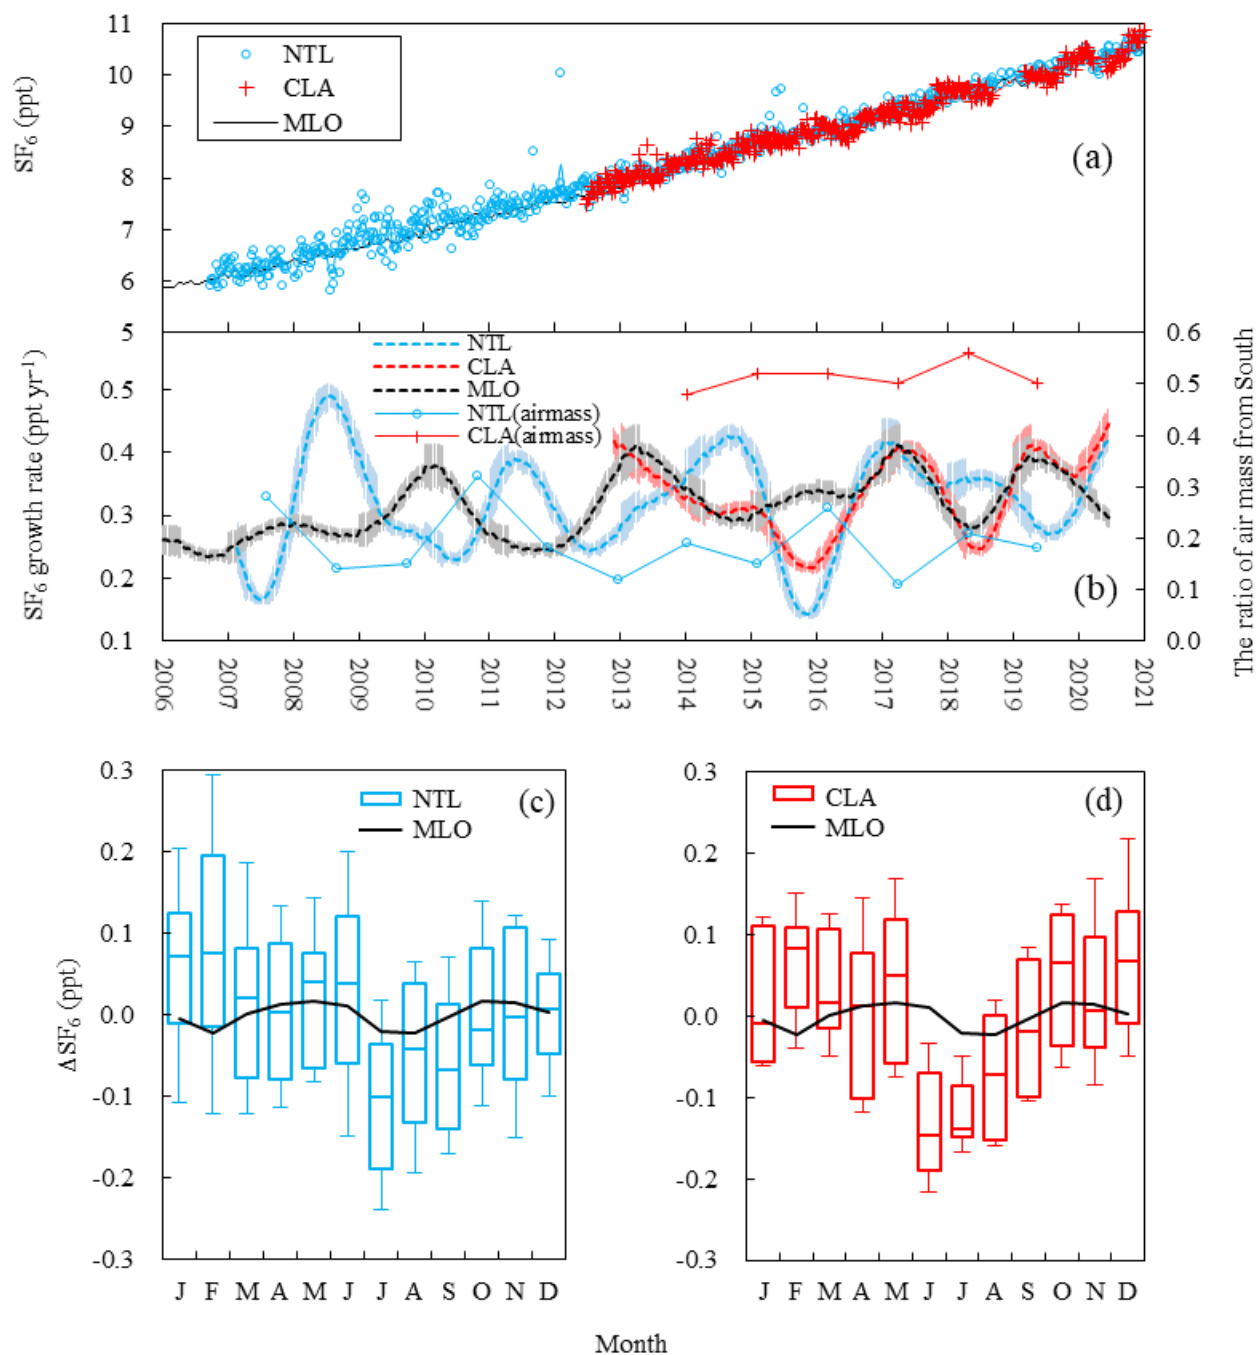 11
10
9
8
7
6
5
SF6 (ppt)
NTL
CLA
MLO
(a)
0.5
0.4
0.3
0.2
0.1
SF6 growth rate (ppt yr-1)
NTL
CLA
MLO
NTL(airmass)
CLA(airmass)
(b)
0.6
0.5
0.4
0.3
0.2
0.1
0.0
The ratio of air mass from South
2006 2007 2008 2009 2010 2011 2012 2013 2014 2015 2016 2017 2018 2019 2020 2021
0.3
0.2
0.1
0.0
-0.1
-0.2
-0.3
ΔSF6 (ppt)
NTL
MLO
(c)
J F M A M J J A S O N D
0.3
0.2
0.1
0.0
-0.1
-0.2
-0.3
CLA
MLO
(d)
J F M A M J J A S O N D
Month